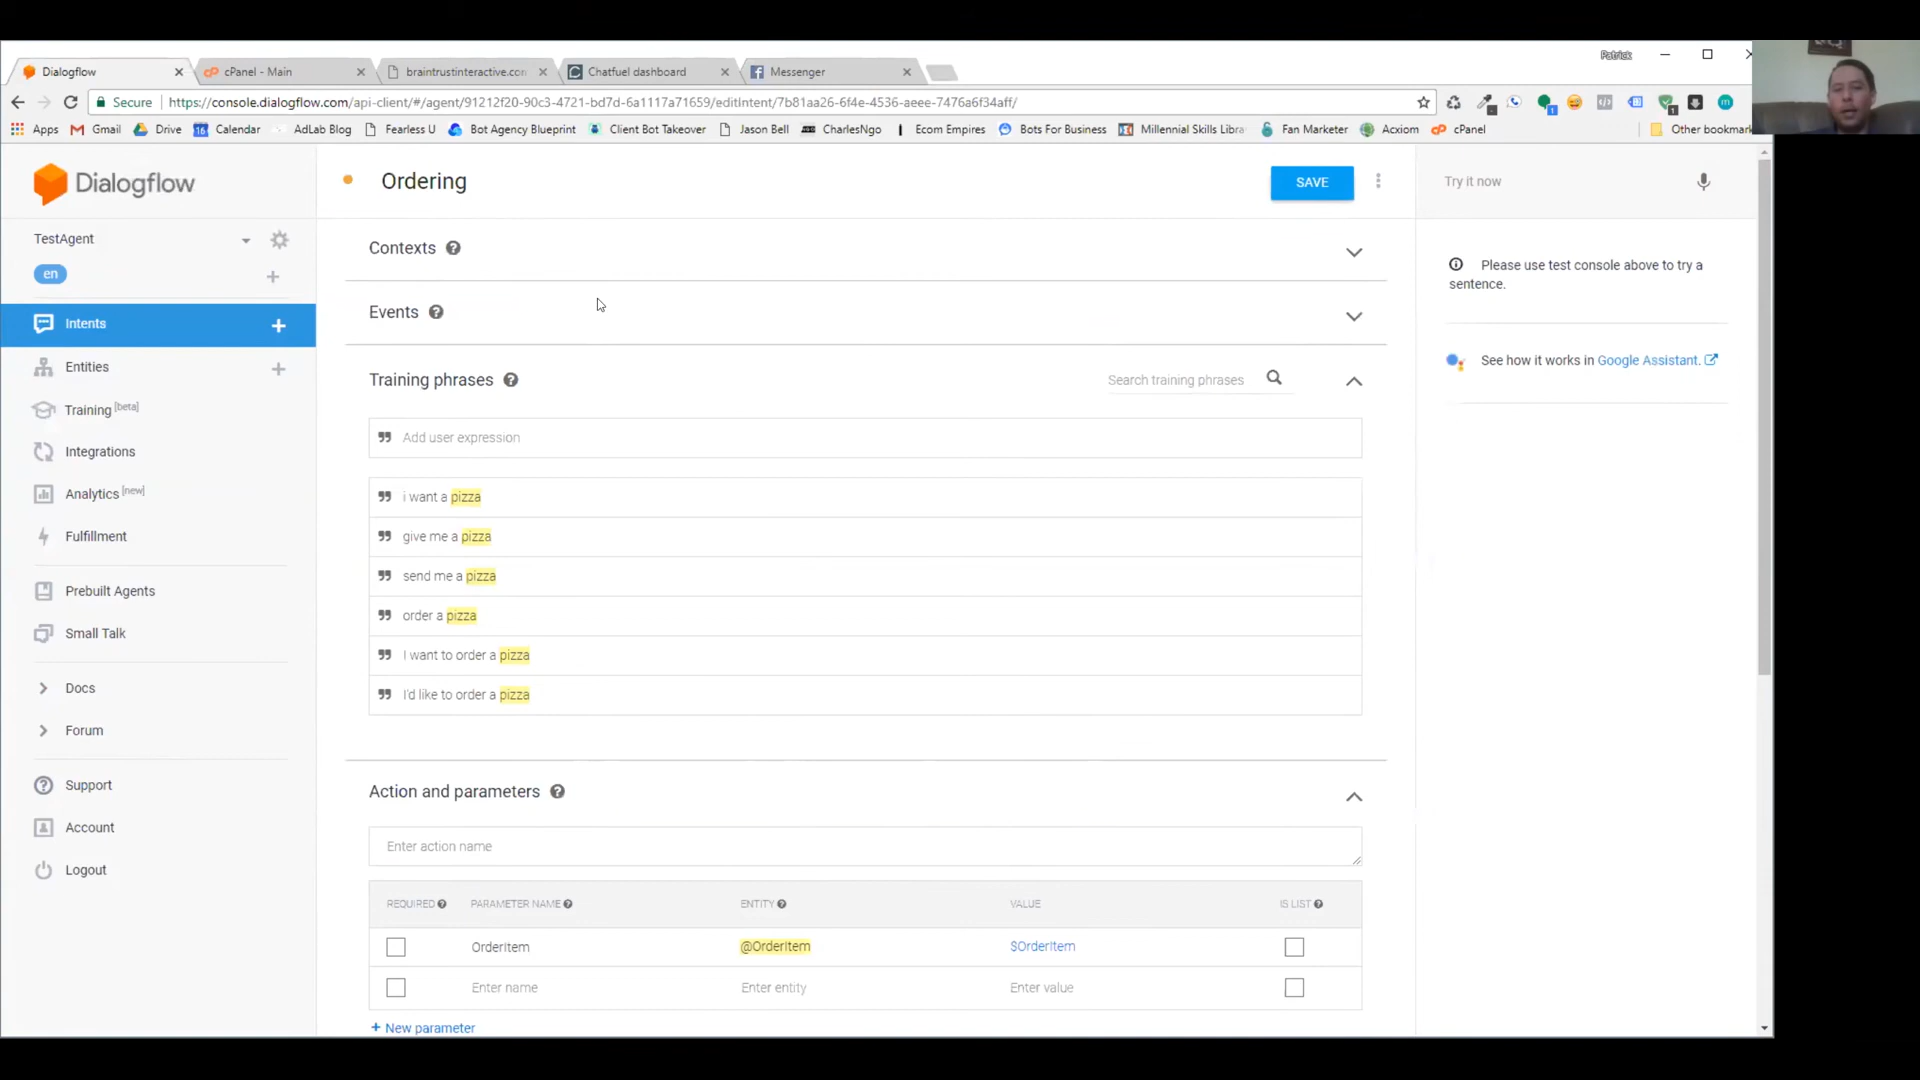 Patrick
Dialogflow
cPanel - Main
braintrustinteractive.con
Chatfuel dashboard
Messenger
Secure
https://console.dialogflow.com/api-client/#/agent/91212f20-90c3-4721-bd7d-6a1117a71659/editIntent/7b81aa26-6f4e-4536-aeee-7476a6f34aff/
Apps
Gmail
Drive
Calendar
AdLab Blog
Fearless U
Bot Agency Blueprint
Client Bot Takeover
Jason Bell
CharlesNgo
Ecom Empires
Bots For Business
Millennial Skills Libra
Fan Marketer
Acxiom
cPanel
Other bookmark
Dialogflow
Ordering
SAVE
Try it now
TestAgent
en
Contexts
Events
Please use test console above to try a
sentence.
See how it works in Google Assistant.
Intents
Entities
Training [beta]
Integrations
Analytics [new]
Fulfillment
Prebuilt Agents
Small Talk
Docs
Forum
Support
Account
Logout
Training phrases
Search training phrases
Add user expression
i want a pizza
give me a pizza
send me a pizza
order a pizza
I want to order a pizza
I'd like to order a pizza
Action and parameters
Enter action name
REQUIRED
PARAMETER NAME
ENTITY
VALUE
IS LIST
OrderItem
@OrderItem
$OrderItem
Enter name
Enter entity
Enter value
+ New parameter